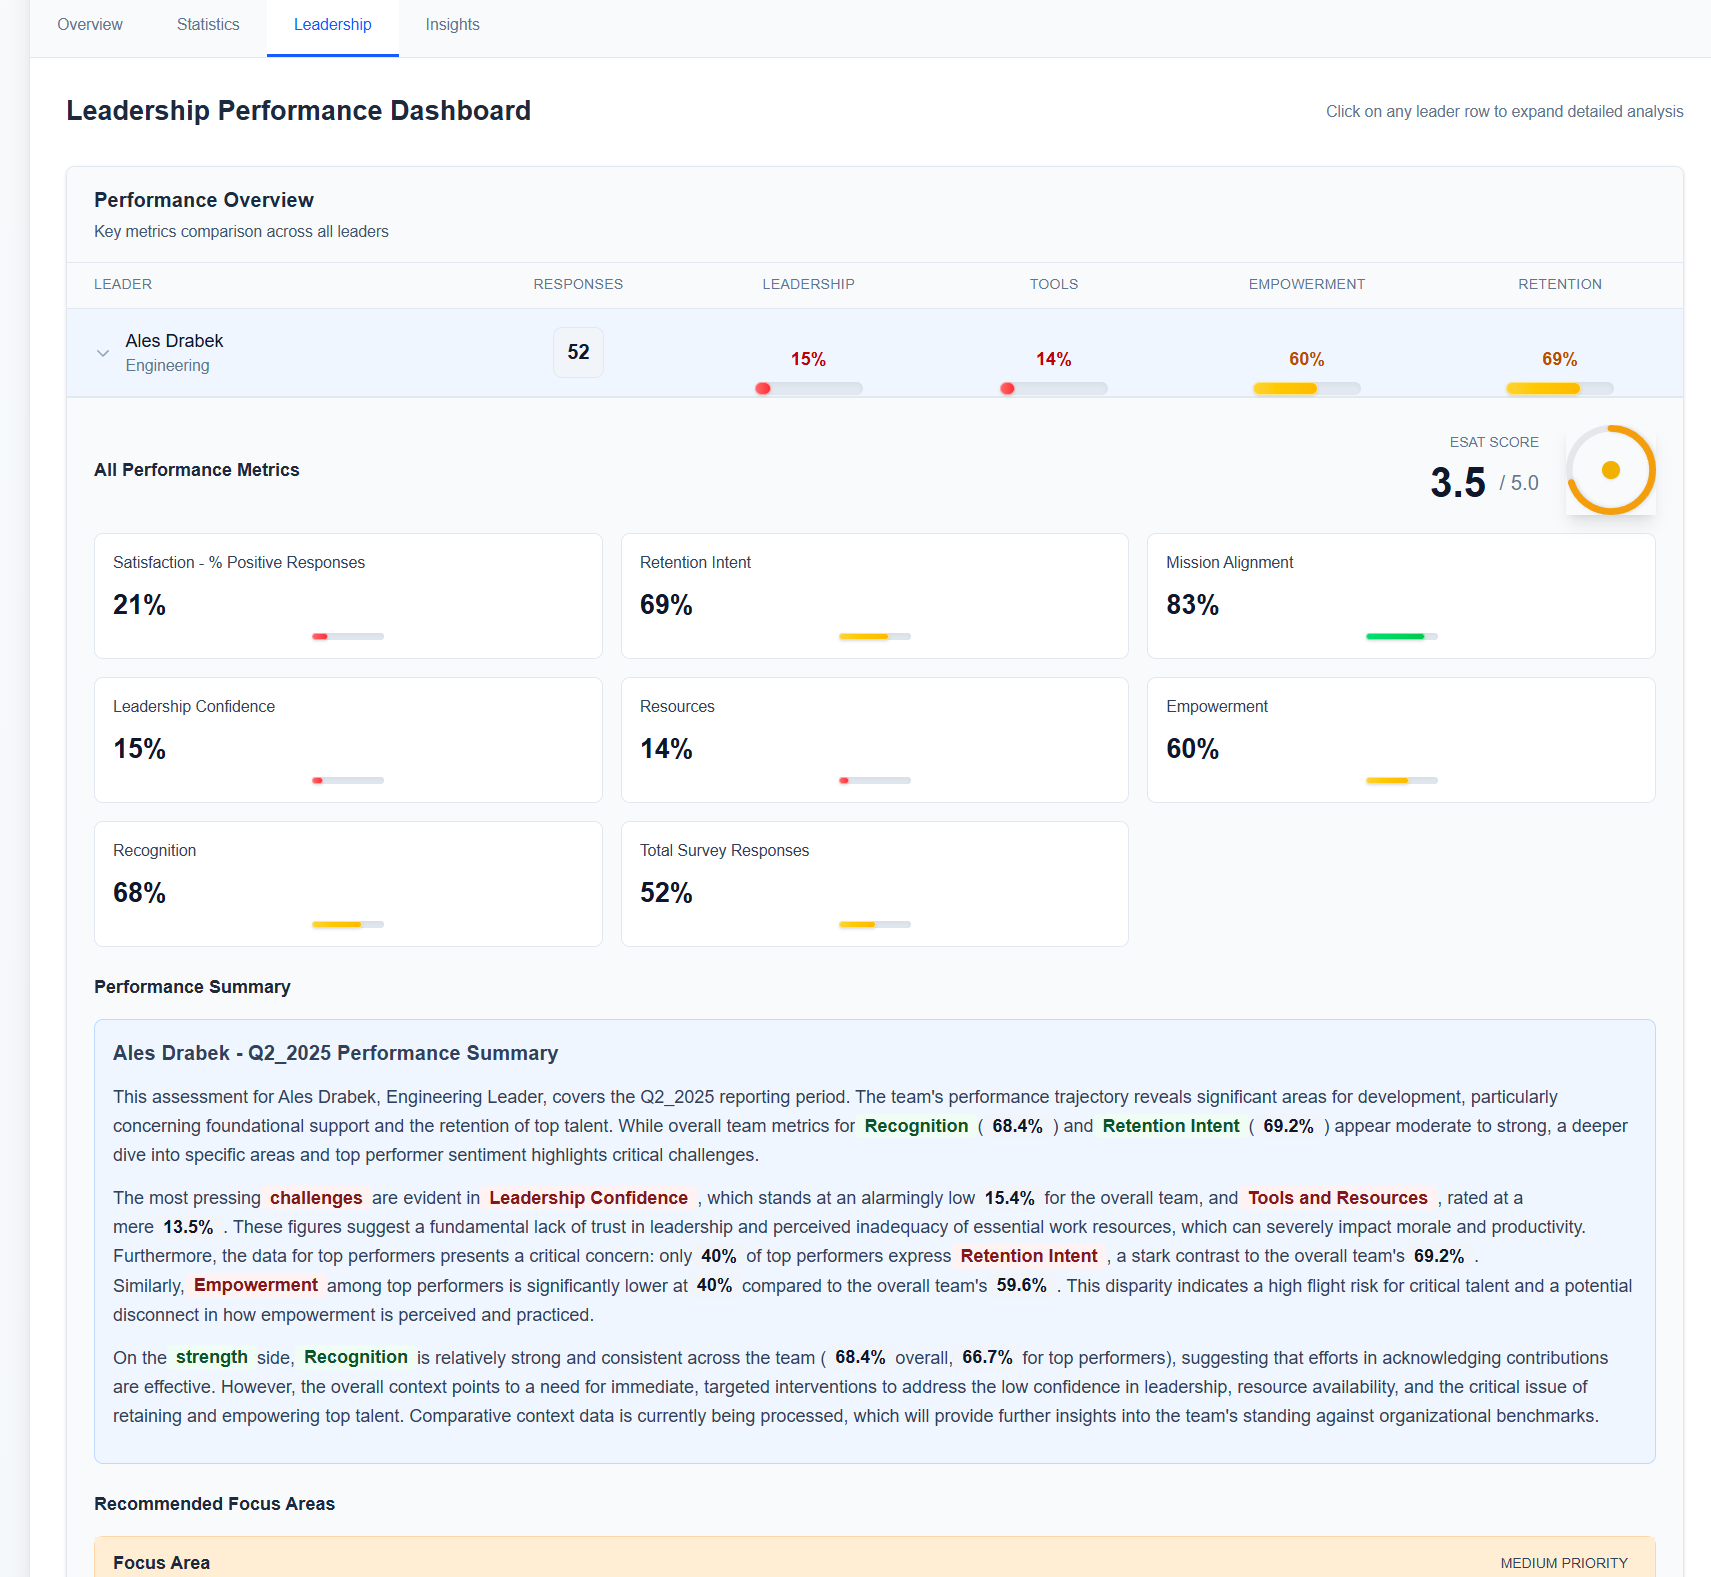 Overview Statistics Leadership Insights
Leadership Performance Dashboard
Click on any leader row to expand detailed analysis
Performance Overview
Key metrics comparison across all leaders
LEADER RESPONSES LEADERSHIP TOOLS EMPOWERMENT RETENTION
Ales Drabek
Engineering
52
15% 14% 60% 69%
All Performance Metrics
ESAT SCORE
3.5 / 5.0
Satisfaction - % Positive Responses
21%
Retention Intent
69%
Mission Alignment
83%
Leadership Confidence
15%
Resources
14%
Empowerment
60%
Recognition
68%
Total Survey Responses
52%
Performance Summary
Ales Drabek - Q2_2025 Performance Summary
This assessment for Ales Drabek, Engineering Leader, covers the Q2_2025 reporting period. The team's performance trajectory reveals significant areas for development, particularly
concerning foundational support and the retention of top talent. While overall team metrics for Recognition ( 68.4% ) and Retention Intent ( 69.2% ) appear moderate to strong, a deeper
dive into specific areas and top performer sentiment highlights critical challenges.
The most pressing challenges are evident in Leadership Confidence , which stands at an alarmingly low 15.4% for the overall team, and Tools and Resources , rated at a
mere 13.5% . These figures suggest a fundamental lack of trust in leadership and perceived inadequacy of essential work resources, which can severely impact morale and productivity.
Furthermore, the data for top performers presents a critical concern: only 40% of top performers express Retention Intent , a stark contrast to the overall team's 69.2% .
Similarly, Empowerment among top performers is significantly lower at 40% compared to the overall team's 59.6% . This disparity indicates a high flight risk for critical talent and a potential
disconnect in how empowerment is perceived and practiced.
On the strength side, Recognition is relatively strong and consistent across the team ( 68.4% overall, 66.7% for top performers), suggesting that efforts in acknowledging contributions
are effective. However, the overall context points to a need for immediate, targeted interventions to address the low confidence in leadership, resource availability, and the critical issue of
retaining and empowering top talent. Comparative context data is currently being processed, which will provide further insights into the team's standing against organizational benchmarks.
Recommended Focus Areas
Focus Area
MEDIUM PRIORITY